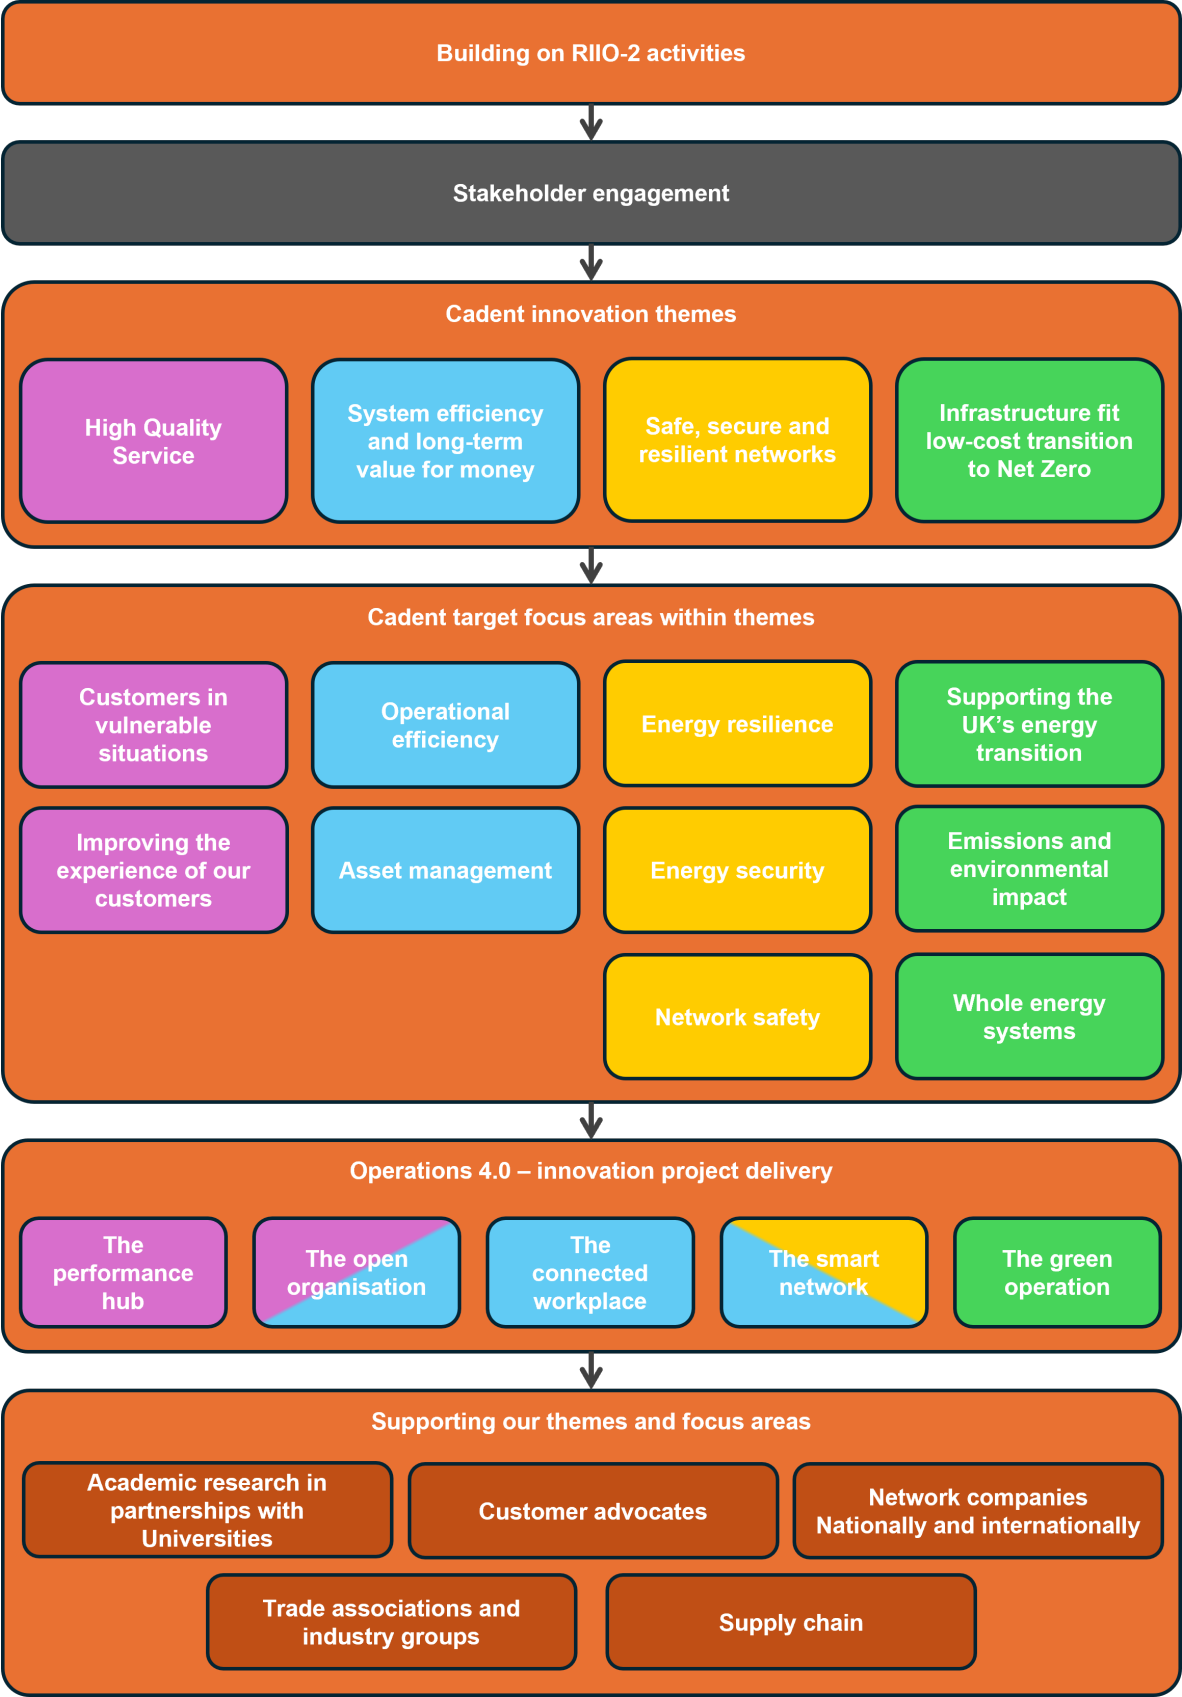 Building on RIIO-2 activities
Stakeholder engagement
Cadent innovation themes
High Quality
Service
System efficiency
and long-term
value for money
Safe, secure and
resilient networks
Infrastructure fit
low-cost transition
to Net Zero
Cadent target focus areas within themes
Customers in
vulnerable
situations
Operational
efficiency
Energy resilience
Supporting the
UK’s energy
transition
Improving the
experience of our
customers
Asset management
Energy security
Emissions and
environmental
impact
Network safety
Whole energy
systems
Operations 4.0 – innovation project delivery
The
performance
hub
The open
organisation
The
connected
workplace
The smart
network
The green
operation
Supporting our themes and focus areas
Academic research in
partnerships with
Universities
Customer advocates
Network companies
Nationally and internationally
Trade associations and
industry groups
Supply chain